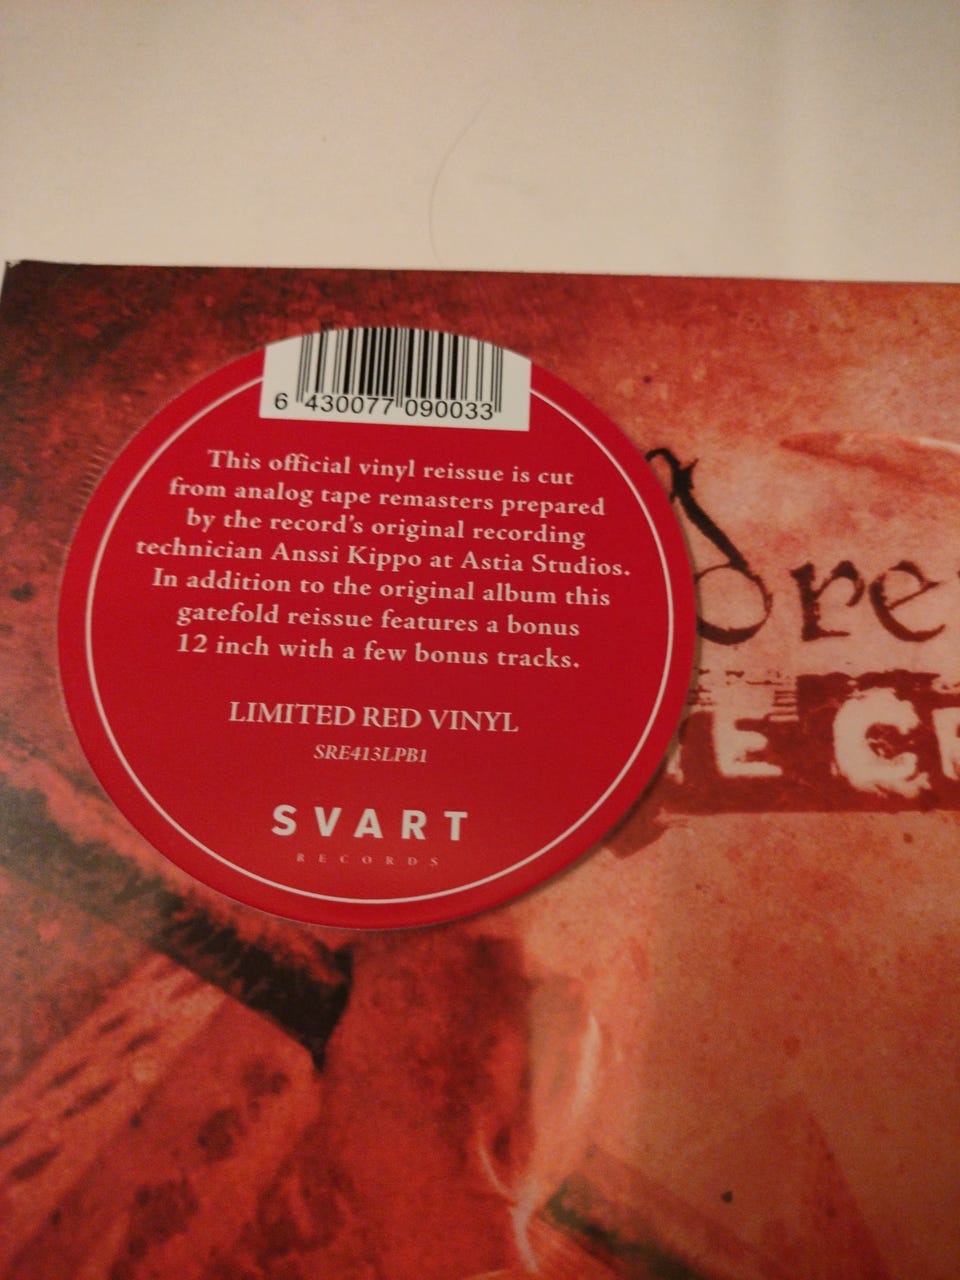 6 430077 090033
This official vinyl reissue is cut
from analog tape remasters prepared
by the record's original recording
technician Anssi Kippo at Astia Studios.
In addition to the original album this
gatefold reissue features a bonus
12 inch with a few bonus tracks.
LIMITED RED VINYL
SRE413LPB1
SVART
RECORDS
dre